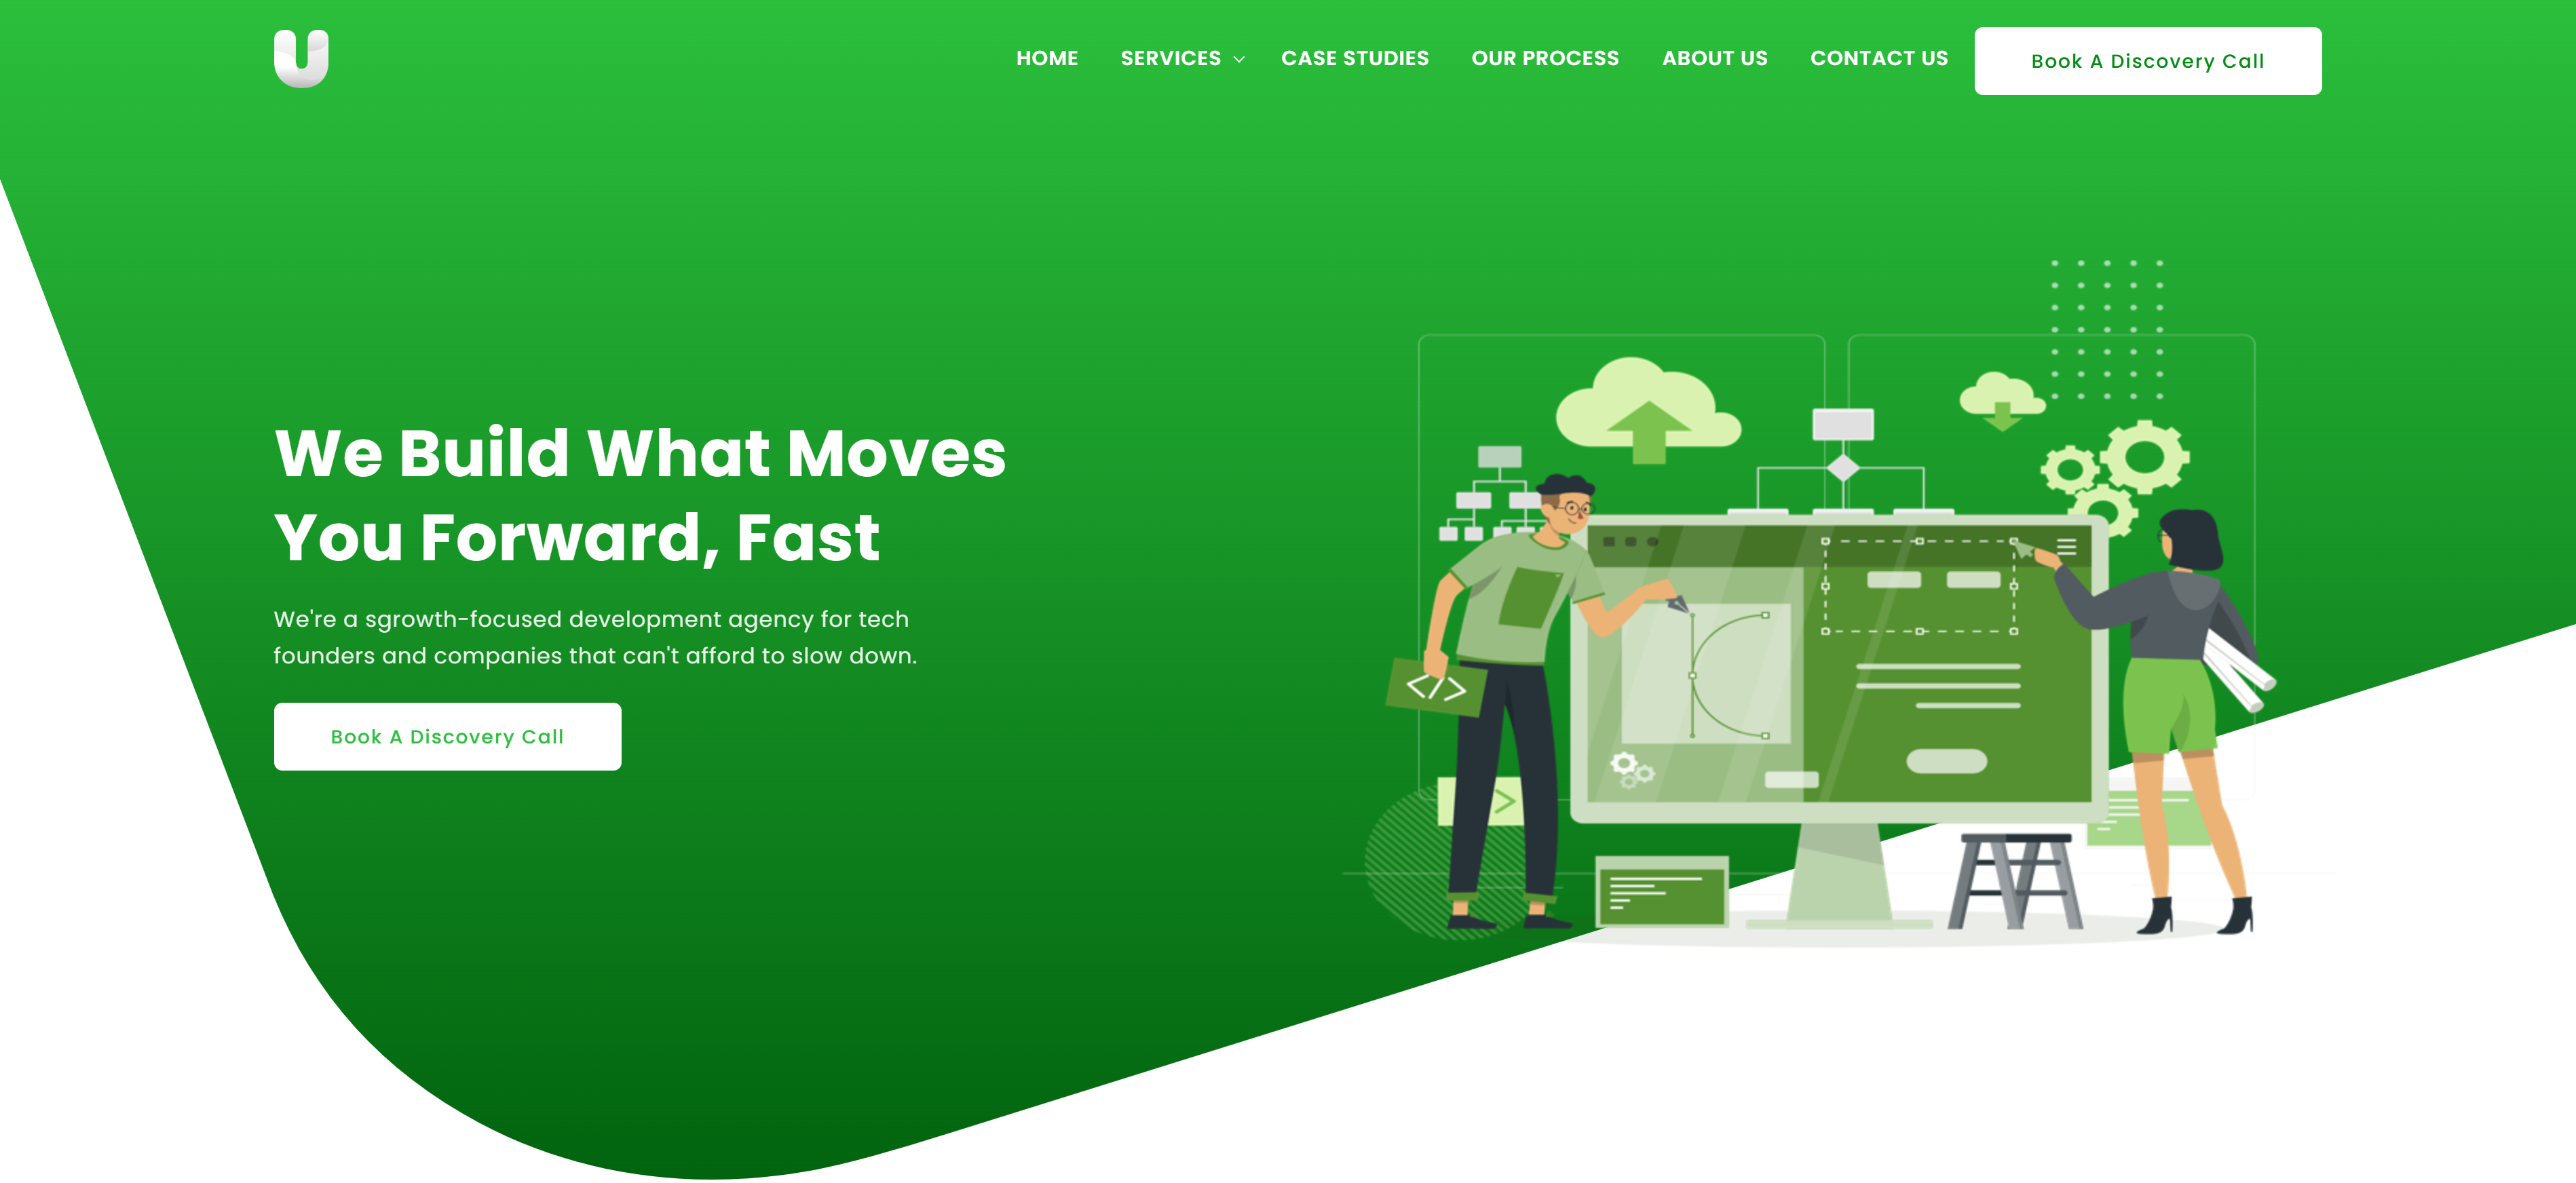 U
HOME SERVICES CASE STUDIES OUR PROCESS ABOUT US CONTACT US Book A Discovery Call
We Build What Moves
You Forward, Fast
We're a sgrowth-focused development agency for tech
founders and companies that can't afford to slow down.
Book A Discovery Call